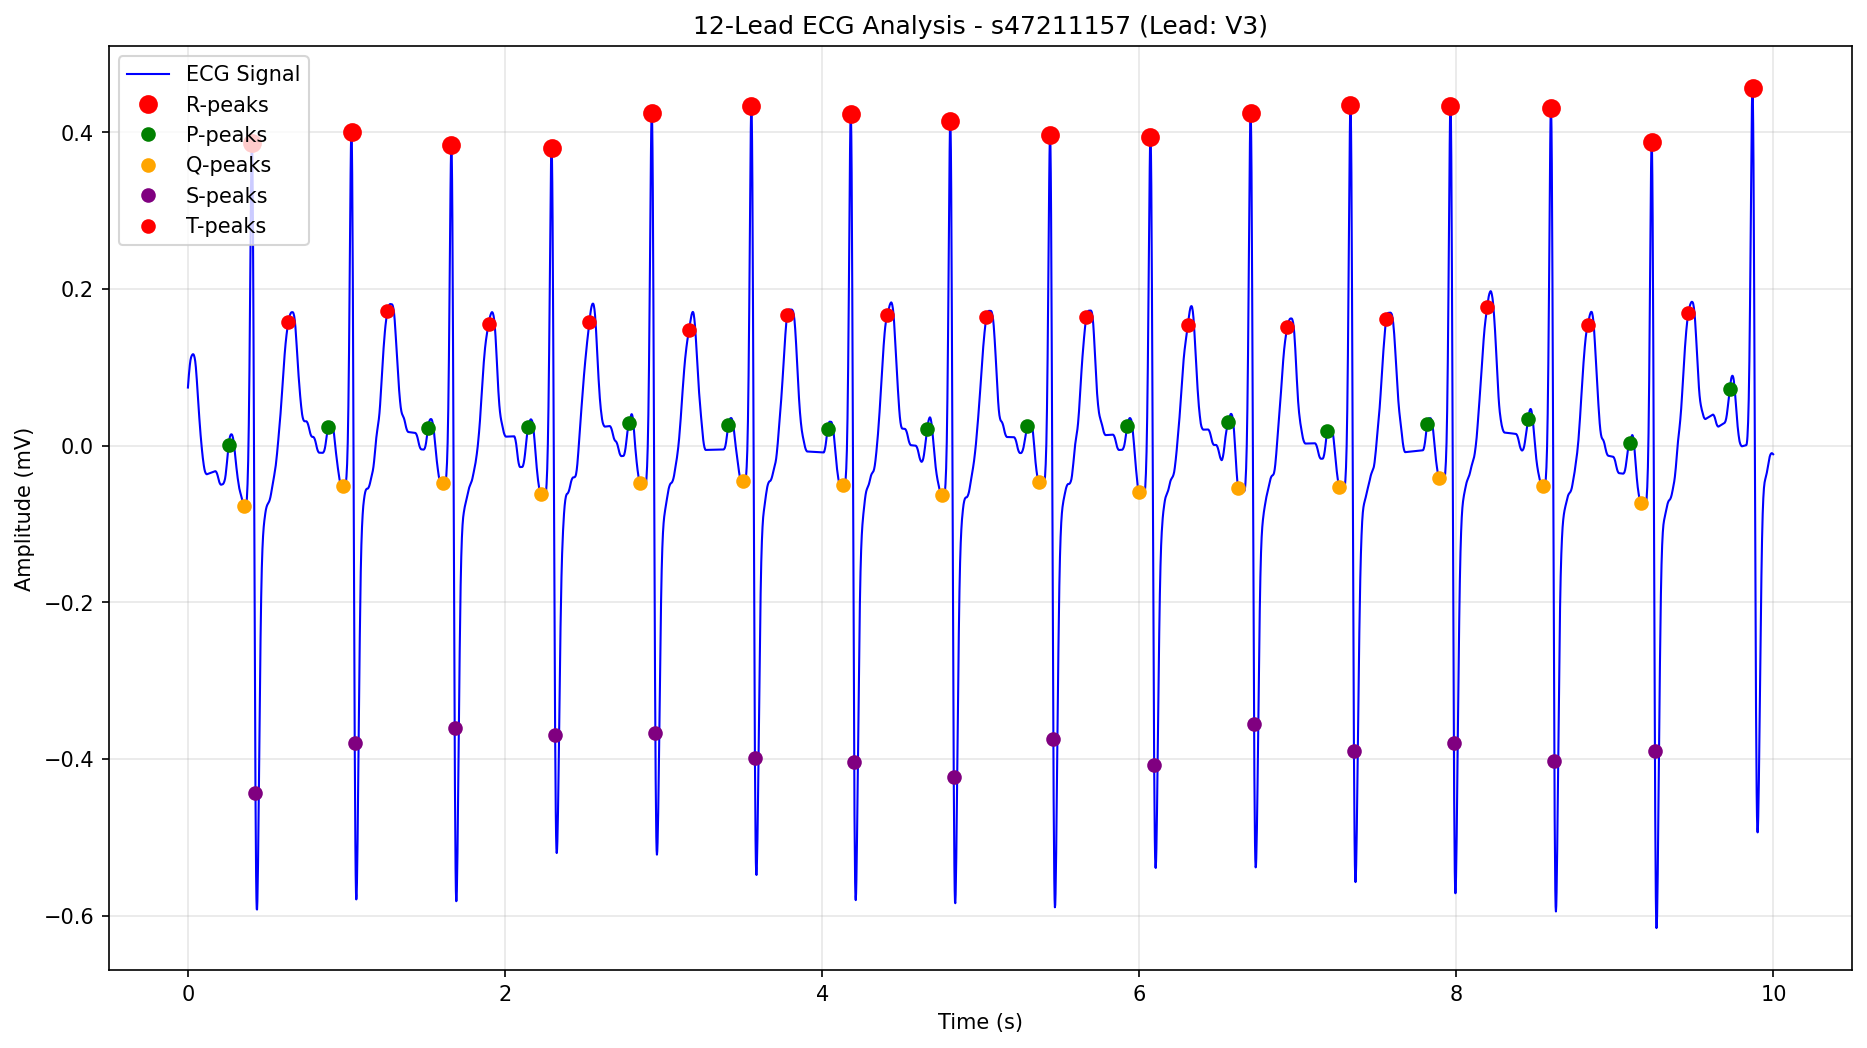 12-Lead ECG Analysis - s47211157 (Lead: V3)
ECG Signal
R-peaks
P-peaks
Q-peaks
S-peaks
T-peaks
0.4
0.2
0.0
−0.2
−0.4
−0.6
Amplitude (mV)
0 2 4 6 8 10
Time (s)